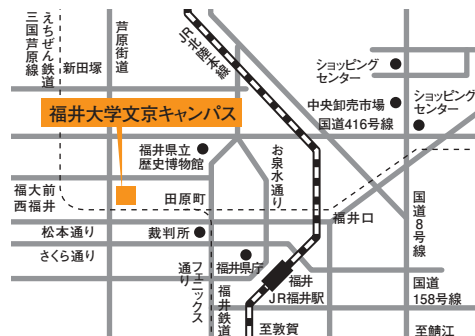 えちぜん鉄道
三国芦原線
芦原街道
新田塚
JR北陸本線
ショッピング
センター
中央卸売市場
ショッピング
センター
国道416号線
福井大学文京キャンパス
福井県立
歴史博物館
お泉水通り
福大前
西福井
田原町
福井口
国道8号線
松本通り
裁判所
さくら通り
フェニックス
通り
福井県庁
福井鉄道
福井
JR福井駅
国道
158号線
至敦賀
至鯖江